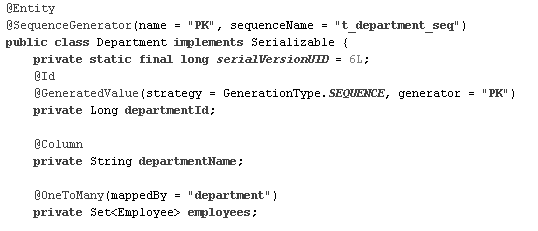 @Entity
@SequenceGenerator(name = "PK", sequenceName = "t_department_seq")
public class Department implements Serializable {
    private static final long serialVersionUID = 6L;
    @Id
    @GeneratedValue(strategy = GenerationType.SEQUENCE, generator = "PK")
    private Long departmentId;

    @Column
    private String departmentName;

    @OneToMany(mappedBy = "department")
    private Set<Employee> employees;